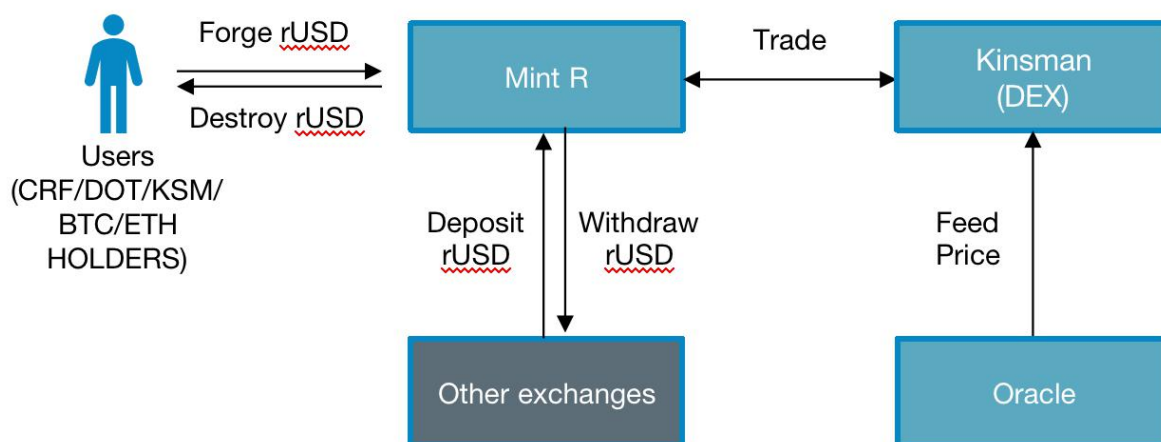 Forge rUSD
Destroy rUSD
Users
(CRF/DOT/KSM/
BTC/ETH
HOLDERS)
Mint R
Trade
Kinsman
(DEX)
Deposit
rUSD
Withdraw
rUSD
Feed
Price
Other exchanges
Oracle